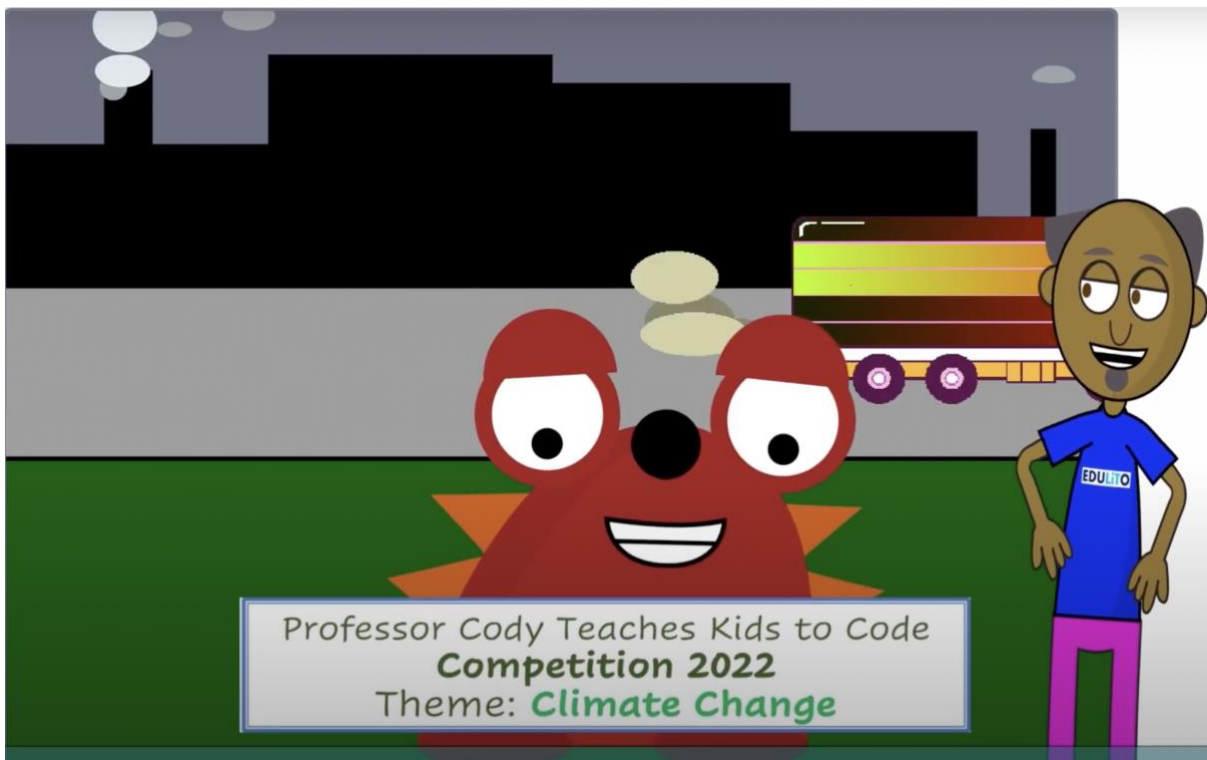 EDULiTO
Professor Cody Teaches Kids to Code
Competition 2022
Theme: Climate Change